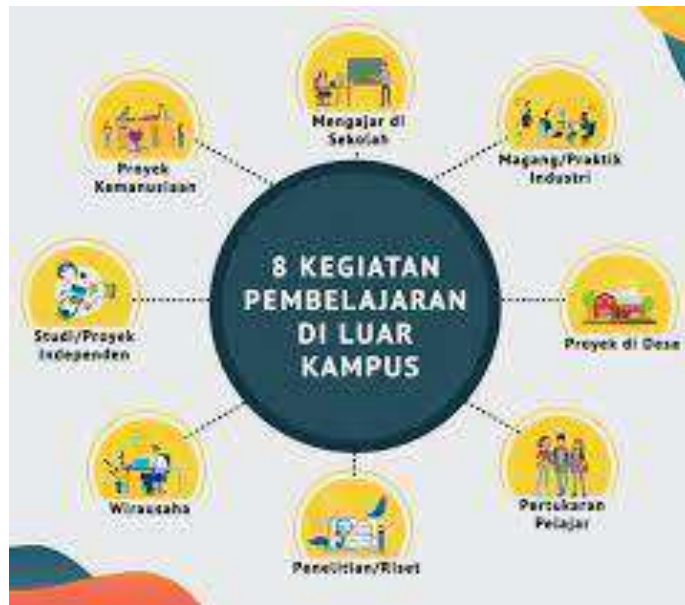 8 KEGIATAN
PEMBELAJARAN
DI LUAR
KAMPUS
Mengajar di
Sekolah
Magang/Praktik
Industri
Proyek di Desa
Pertukaran
Pelajar
Penelitian/Riset
Wirausaha
Studi/Proyek
Independen
Proyek
Kemanusiaan